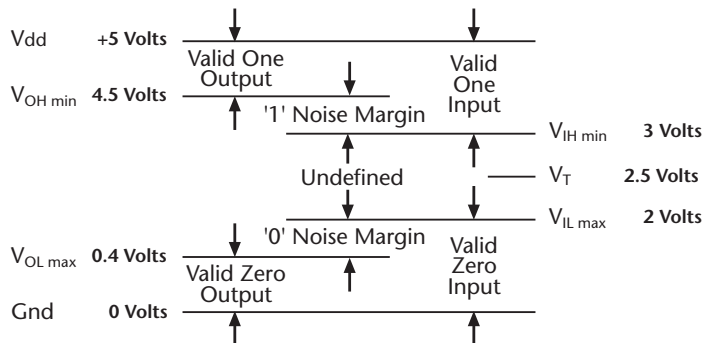 Vdd +5 Volts
Valid One
Output
Valid
One
Input
VOH min 4.5 Volts
'1' Noise Margin
VIH min 3 Volts
Undefined
VT 2.5 Volts
VIL max 2 Volts
'0' Noise Margin
VOL max 0.4 Volts
Valid Zero
Output
Valid
Zero
Input
Gnd 0 Volts